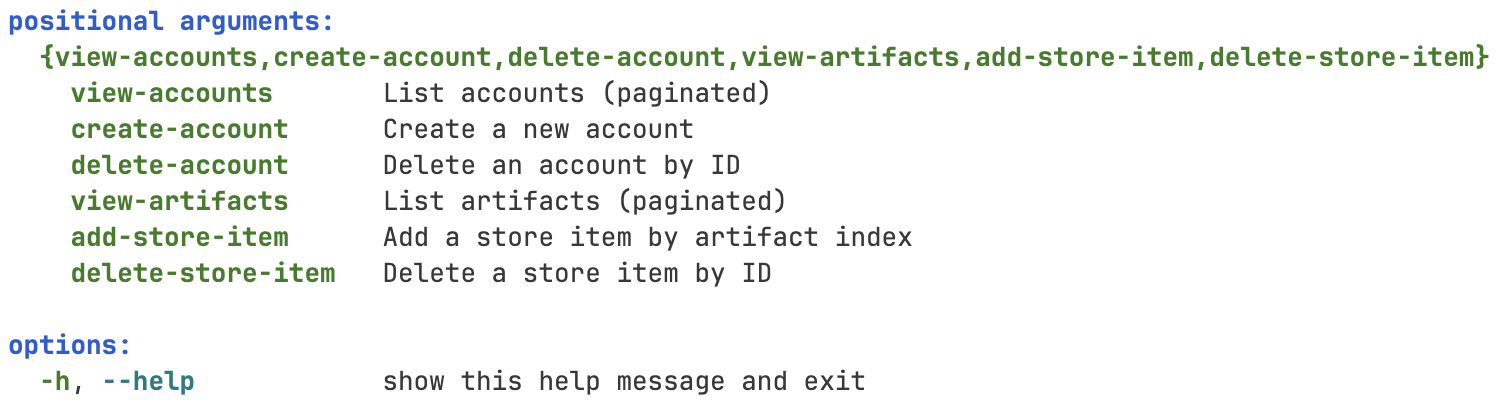 positional arguments:
  {view-accounts,create-account,delete-account,view-artifacts,add-store-item,delete-store-item}
    view-accounts       List accounts (paginated)
    create-account      Create a new account
    delete-account      Delete an account by ID
    view-artifacts      List artifacts (paginated)
    add-store-item      Add a store item by artifact index
    delete-store-item   Delete a store item by ID

options:
  -h, --help            show this help message and exit